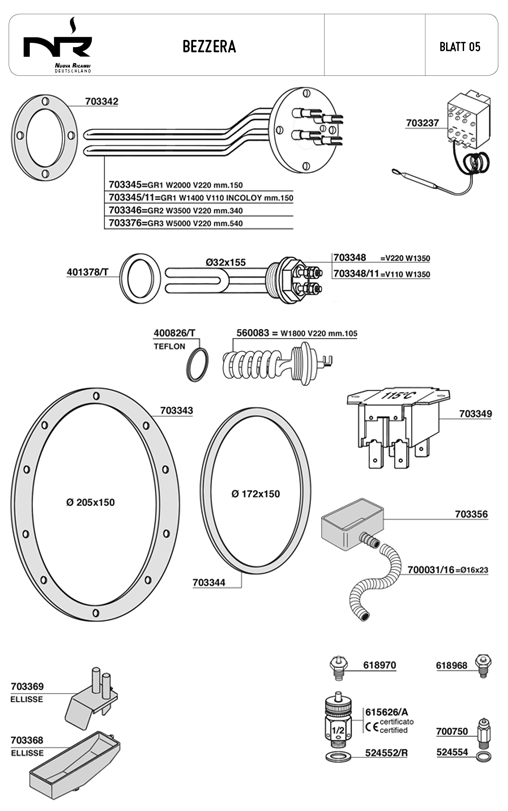 NR
NUOVA RICAMBI
DEUTSCHLAND
BEZZERA
BLATT 05
703342
703237
703345=GR1 W2000 V220 mm.150
703345/11=GR1 W1400 V110 INCOLOY mm.150
703346=GR2 W3500 V220 mm.340
703376=GR3 W5000 V220 mm.540
Ø32x155
703348 =V220 W1350
703348/11=V110 W1350
401378/T
400826/T
TEFLON
560083 = W1800 V220 mm.105
703343
115°C
703349
Ø 205x150
Ø 172x150
703344
703356
700031/16=Ø16x23
703369
ELLISSE
703368
ELLISSE
618970
618968
615626/A
1/2
CE certificato
certified
524552/R
700750
524554